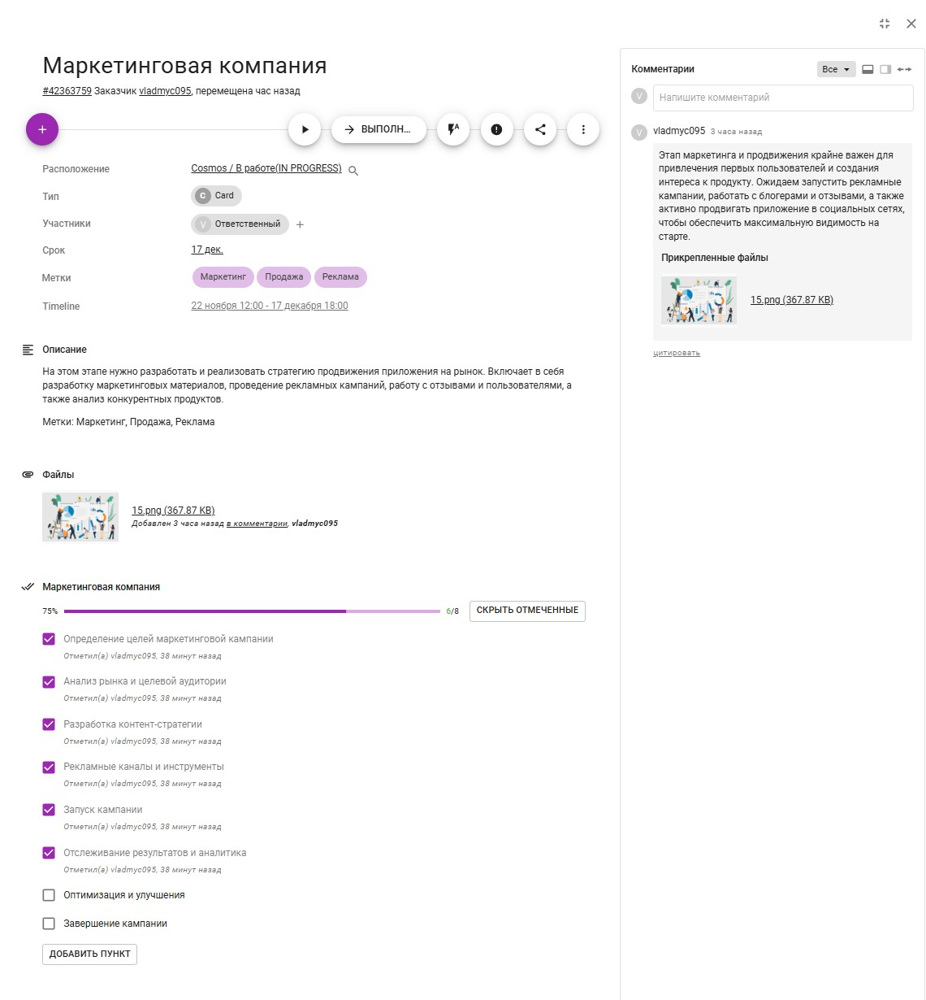 Маркетинговая компания
#42363759 Заказчик vladmyc095, перемещена час назад
ВЫПОЛН...
Расположение
Cosmos / В работе(IN PROGRESS)
Тип
C Card
Участники
V Ответственный +
Срок
17 дек.
Метки
Маркетинг Продажа Реклама
Timeline
22 ноября 12:00 - 17 декабря 18:00
Описание
На этом этапе нужно разработать и реализовать стратегию продвижения приложения на рынок. Включает в себя
разработку маркетинговых материалов, проведение рекламных кампаний, работу с отзывами и пользователями, а
также анализ конкурентных продуктов.
Метки: Маркетинг, Продажа, Реклама
Файлы
15.png (367.87 KB)
Добавлен 3 часа назад в комментарии, vladmyc095
Маркетинговая компания
75% 6/8 СКРЫТЬ ОТМЕЧЕННЫЕ
Определение целей маркетинговой кампании
Отметил(а) vladmyc095, 38 минут назад
Анализ рынка и целевой аудитории
Отметил(а) vladmyc095, 38 минут назад
Разработка контент-стратегии
Отметил(а) vladmyc095, 38 минут назад
Рекламные каналы и инструменты
Отметил(а) vladmyc095, 38 минут назад
Запуск кампании
Отметил(а) vladmyc095, 38 минут назад
Отслеживание результатов и аналитика
Отметил(а) vladmyc095, 38 минут назад
Оптимизация и улучшения
Завершение кампании
ДОБАВИТЬ ПУНКТ
Комментарии
Все
V Напишите комментарий
V vladmyc095 3 часа назад
Этап маркетинга и продвижения крайне важен для
привлечения первых пользователей и создания
интереса к продукту. Ожидаем запустить рекламные
кампании, работать с блогерами и отзывами, а также
активно продвигать приложение в социальных сетях,
чтобы обеспечить максимальную видимость на
старте.
Прикрепленные файлы
15.png (367.87 KB)
цитировать